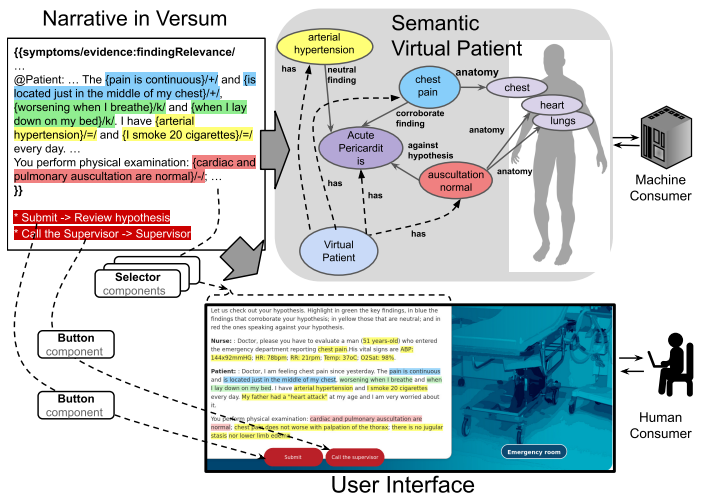 Narrative in Versum
{{symptoms/evidence:findingRelevance/
…
@Patient: … The {pain is continuous}/+/ and {is
located just in the middle of my chest}/+/,
{worsening when I breathe}/k/ and {when I lay
down on my bed}/k/. I have {arterial
hypertension}/=/ and {I smoke 20 cigarettes}/=/
every day. …
You perform physical examination: {cardiac and
pulmonary auscultation are normal}/-/; …
}}
* Submit -> Review hypothesis
* Call the Supervisor -> Supervisor
Selector
components
Button
component
Button
component
Semantic
Virtual Patient
arterial
hypertension
has
neutral
finding
chest
pain
anatomy
chest
heart
lungs
corroborate
finding
anatomy
Acute
Pericardit
is
against
hypothesis
auscultation
normal
anatomy
has
has
has
Virtual
Patient
Machine
Consumer
Let us check out your hypothesis. Highlight in green the key findings, in blue the
findings that corroborate your hypothesis; in yellow those that are neutral; and in
red the ones speaking against your hypothesis.
Nurse: : Doctor, please you have to evaluate a man (51 years-old) who entered
the emergency department reporting chest pain.His vital signs are ABP:
144x92mmHG; HR: 78bpm; RR: 21rpm; Temp: 37oC; O2Sat: 98%.
Patient: : Doctor, I am feeling chest pain since yesterday. The pain is continuous
and is located just in the middle of my chest, worsening when I breathe and when
I lay down on my bed. I have arterial hypertension and I smoke 20 cigarettes
every day. My father had a "heart attack" at my age and I am very worried about
it.
You perform physical examination: cardiac and pulmonary auscultation are
normal; chest pain does not worsen with palpation of the thorax; there is no jugular
stasis nor lower limb edema.
Submit
Call the supervisor
Emergency room
Human
Consumer
User Interface